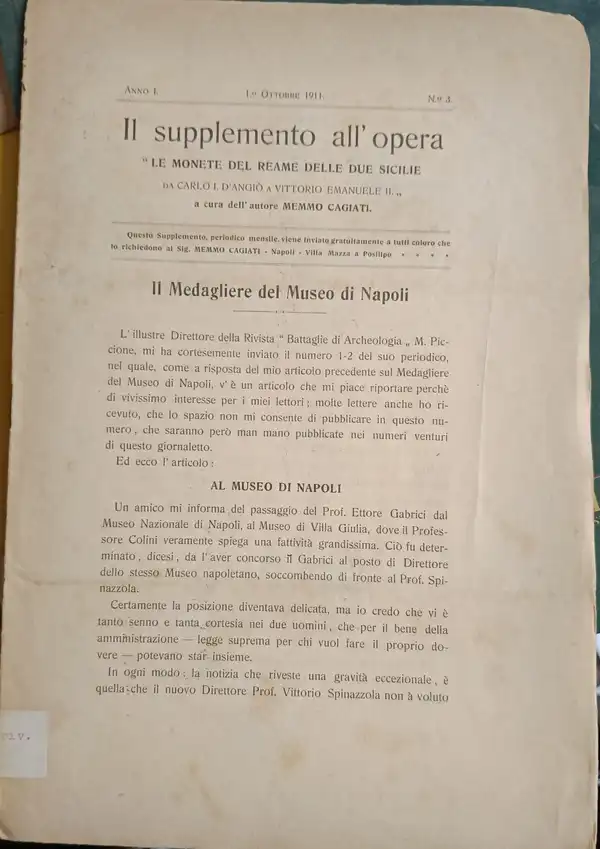 ANNO I.
1.º OTTOBRE 1911.
N.º 4.
Il supplemento all' opera
" LE MONETE DEL REAME DELLE DUE SICILIE
DA CARLO I. D'ANGIÒ A VITTORIO EMANUELE II. „
a cura dell' autore MEMMO CAGIATI.
Questo Supplemento, periodico mensile, viene inviato gratuitamente a tutti coloro che
lo richiedono al Sig. MEMMO CAGIATI - Napoli - Villa Mazza a Posilipo
Il Medagliere del Museo di Napoli
L' illustre Direttore della Rivista " Battaglie di Archeologia „ M. Pic-
cione, mi ha cortesemente inviato il numero 1-2 del suo periodico,
nel quale, come a risposta del mio articolo precedente sul Medagliere
del Museo di Napoli, v' è un articolo che mi piace riportare perchè
di vivissimo interesse per i miei lettori; molte lettere anche ho ri-
cevuto, che lo spazio non mi consente di pubblicare in questo nu-
mero, che saranno però man mano pubblicate nei numeri venturi
di questo giornaletto.
Ed ecco l' articolo:
AL MUSEO DI NAPOLI
Un amico mi informa del passaggio del Prof. Ettore Gabrici dal
Museo Nazionale di Napoli, al Museo di Villa Giulia, dove il Profes-
sore Colini veramente spiega una fattività grandissima. Ciò fu deter-
minato, dicesi, da l' aver concorso il Gabrici al posto di Direttore
dello stesso Museo napoletano, soccombendo di fronte al Prof. Spi-
nazzola.
Certamente la posizione diventava delicata, ma io credo che vi è
tanto senno e tanta cortesia nei due uomini, che per il bene della
amministrazione — legge suprema per chi vuol fare il proprio do-
vere — potevano star insieme.
In ogni modo: la notizia che riveste una gravità eccezionale, è
quella che il nuovo Direttore Prof. Vittorio Spinazzola non à voluto